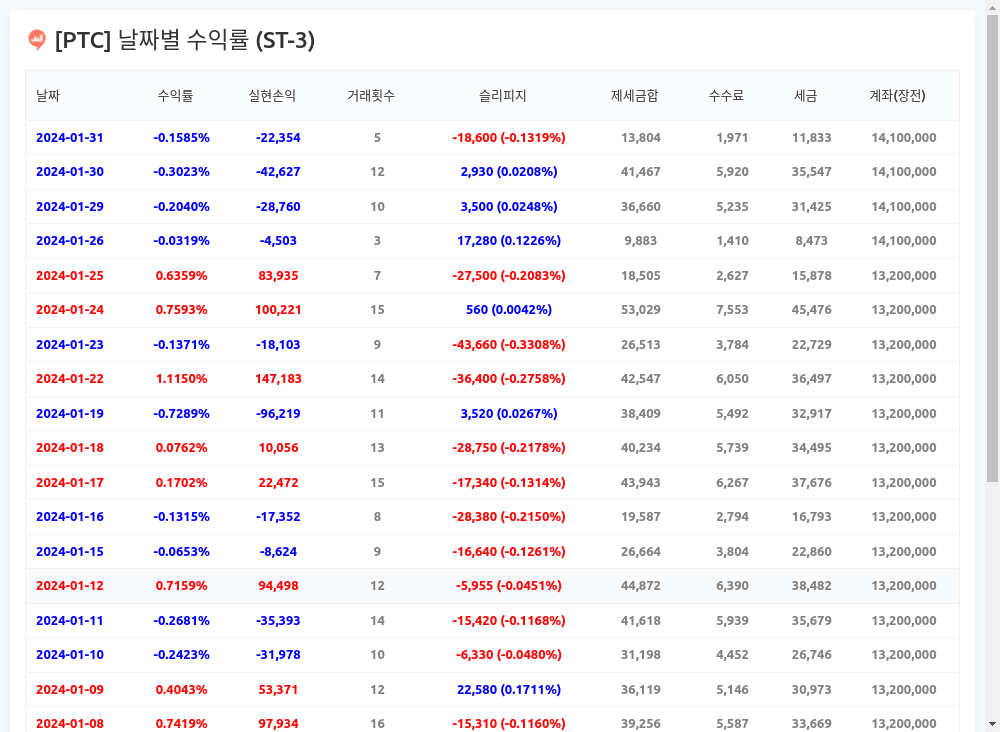 [PTC] 날짜별 수익률 (ST-3)
날짜 수익률 실현손익 거래횟수 슬리피지 제세금합 수수료 세금 계좌(장전)
2024-01-31 -0.1585% -22,354 5 -18,600 (-0.1319%) 13,804 1,971 11,833 14,100,000
2024-01-30 -0.3023% -42,627 12 2,930 (0.0208%) 41,467 5,920 35,547 14,100,000
2024-01-29 -0.2040% -28,760 10 3,500 (0.0248%) 36,660 5,235 31,425 14,100,000
2024-01-26 -0.0319% -4,503 3 17,280 (0.1226%) 9,883 1,410 8,473 14,100,000
2024-01-25 0.6359% 83,935 7 -27,500 (-0.2083%) 18,505 2,627 15,878 13,200,000
2024-01-24 0.7593% 100,221 15 560 (0.0042%) 53,029 7,553 45,476 13,200,000
2024-01-23 -0.1371% -18,103 9 -43,660 (-0.3308%) 26,513 3,784 22,729 13,200,000
2024-01-22 1.1150% 147,183 14 -36,400 (-0.2758%) 42,547 6,050 36,497 13,200,000
2024-01-19 -0.7289% -96,219 11 3,520 (0.0267%) 38,409 5,492 32,917 13,200,000
2024-01-18 0.0762% 10,056 13 -28,750 (-0.2178%) 40,234 5,739 34,495 13,200,000
2024-01-17 0.1702% 22,472 15 -17,340 (-0.1314%) 43,943 6,267 37,676 13,200,000
2024-01-16 -0.1315% -17,352 8 -28,380 (-0.2150%) 19,587 2,794 16,793 13,200,000
2024-01-15 -0.0653% -8,624 9 -16,640 (-0.1261%) 26,664 3,804 22,860 13,200,000
2024-01-12 0.7159% 94,498 12 -5,955 (-0.0451%) 44,872 6,390 38,482 13,200,000
2024-01-11 -0.2681% -35,393 14 -15,420 (-0.1168%) 41,618 5,939 35,679 13,200,000
2024-01-10 -0.2423% -31,978 10 -6,330 (-0.0480%) 31,198 4,452 26,746 13,200,000
2024-01-09 0.4043% 53,371 12 22,580 (0.1711%) 36,119 5,146 30,973 13,200,000
2024-01-08 0.7419% 97,934 16 -15,310 (-0.1160%) 39,256 5,587 33,669 13,200,000